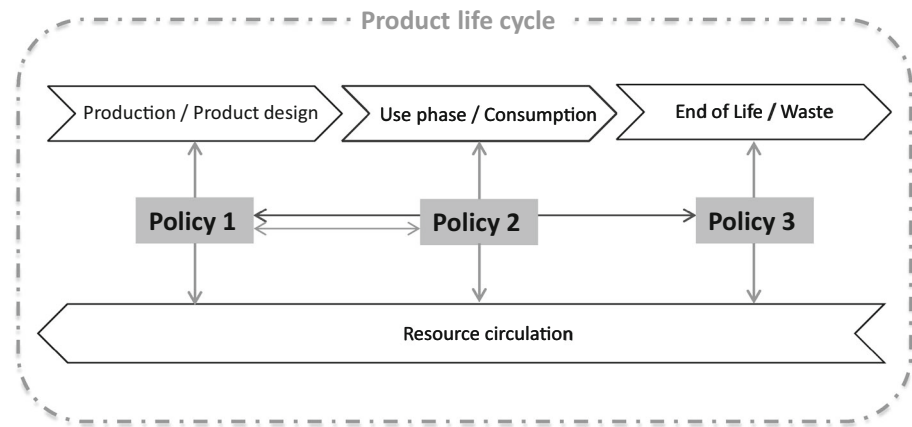 Product life cycle
Production / Product design
Use phase / Consumption
End of Life / Waste
Policy 1
Policy 2
Policy 3
Resource circulation